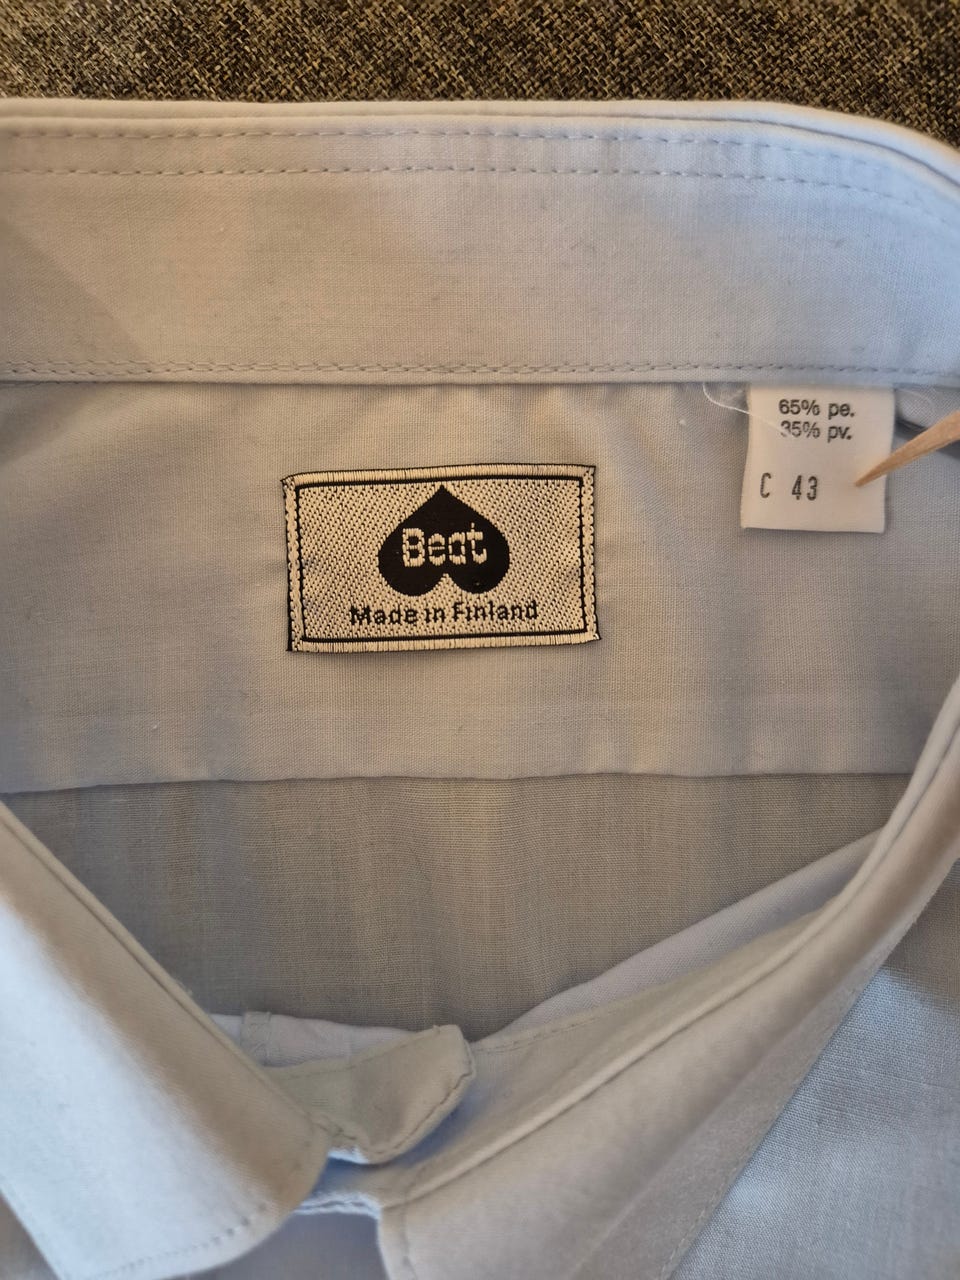 Beat
Made in Finland
65% pe.
35% pv.
C 43